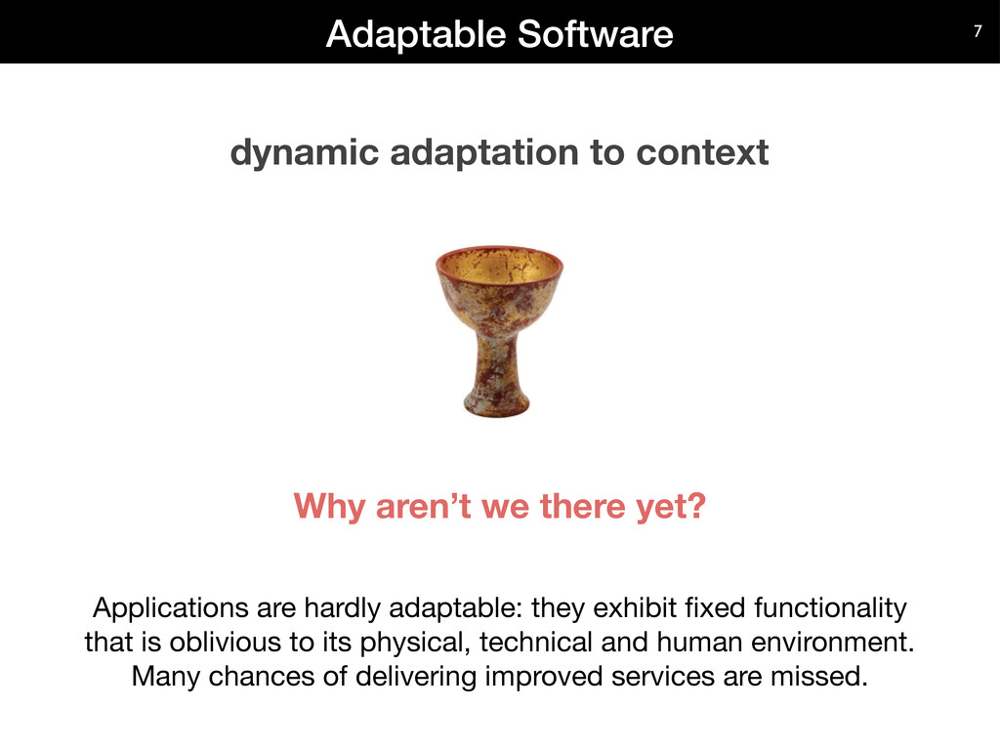 Adaptable Software
7
dynamic adaptation to context
Why aren’t we there yet?
Applications are hardly adaptable: they exhibit fixed functionality
that is oblivious to its physical, technical and human environment.
Many chances of delivering improved services are missed.